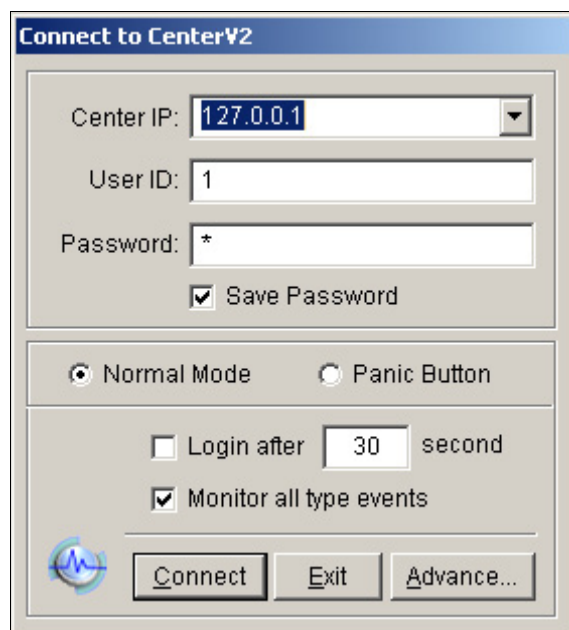 Connect to CenterV2
Center IP: 127.0.0.1
User ID: 1
Password: *
Save Password
Normal Mode Panic Button
Login after 30 second
Monitor all type events
Connect Exit Advance...